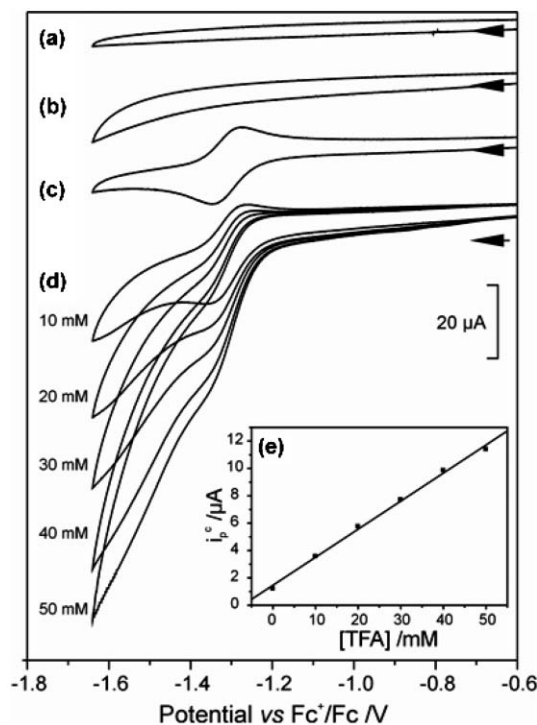 (a)
(b)
(c)
(d)
10 mM
20 mM
30 mM
40 mM
50 mM
20 µA
(e)
12
10
8
6
4
2
0
i_p^c /µA
0 10 20 30 40 50
[TFA] /mM
-1.8 -1.6 -1.4 -1.2 -1.0 -0.8 -0.6
Potential vs Fc⁺/Fc /V